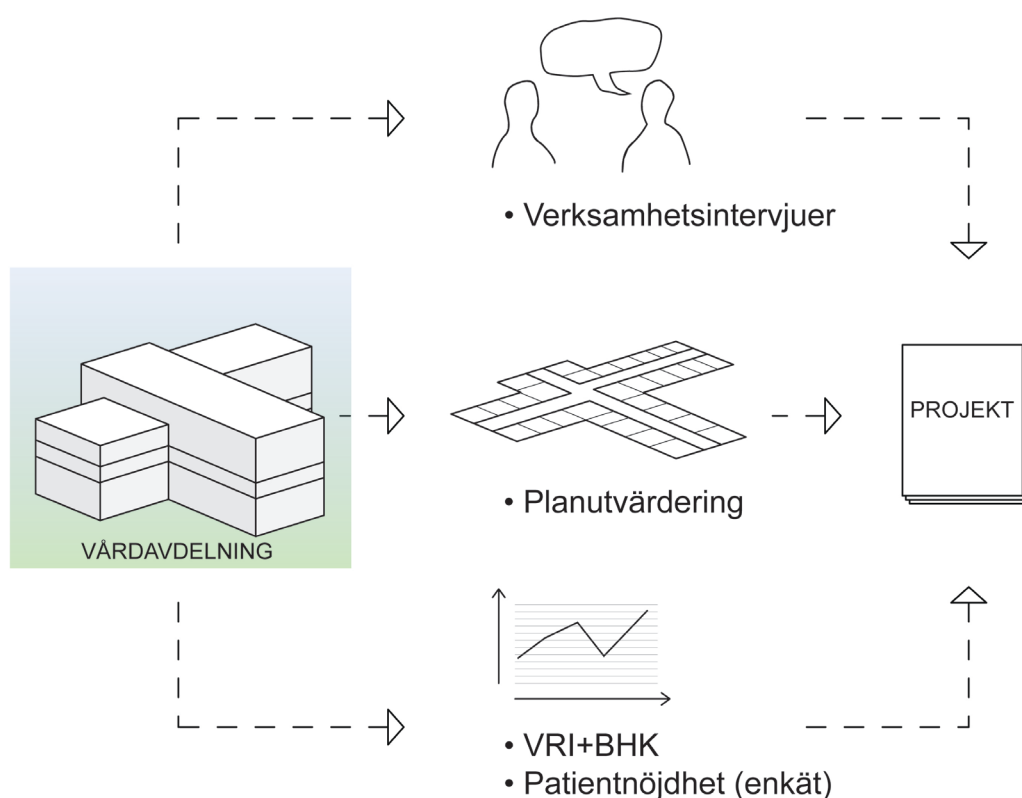 • Verksamhetsintervjuer
VÅRDAVDELNING
• Planutvärdering
PROJEKT
• VRI+BHK
• Patientnöjdhet (enkät)